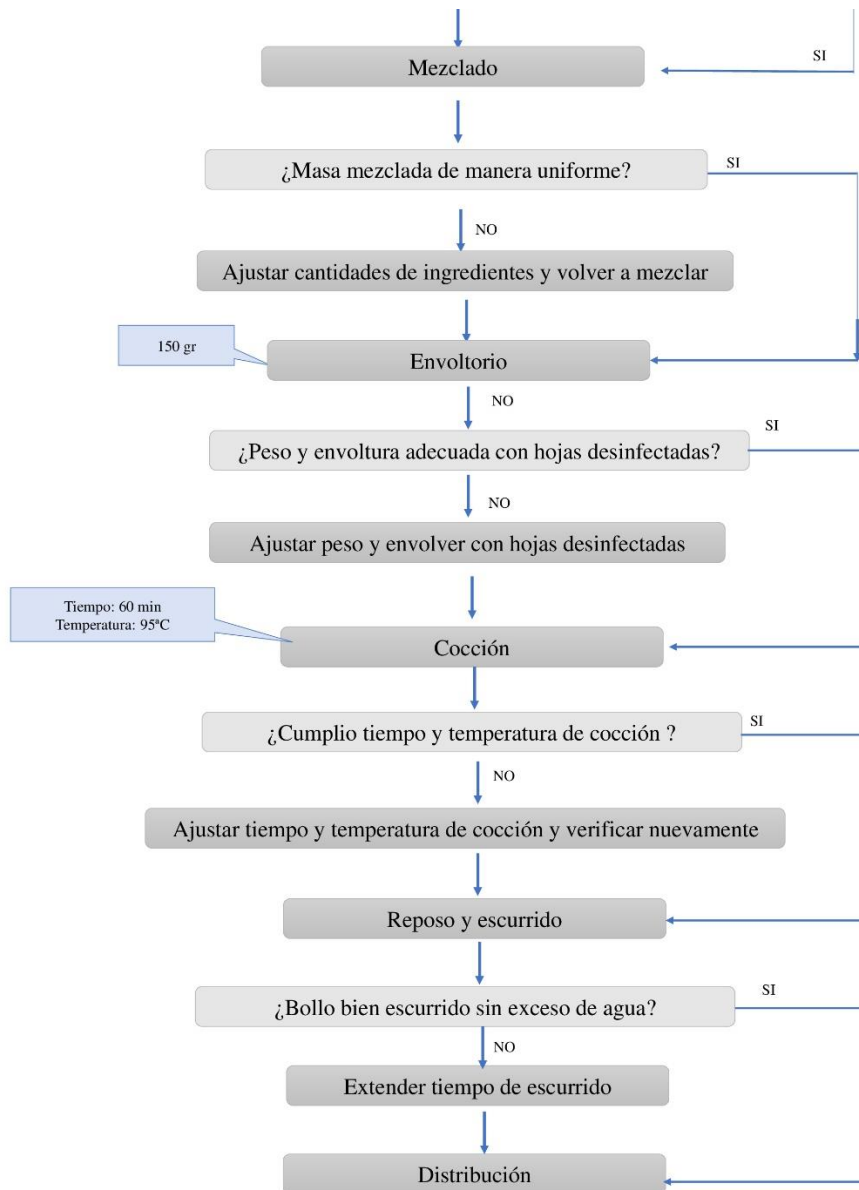 SI
Mezclado
¿Masa mezclada de manera uniforme?
SI
NO
Ajustar cantidades de ingredientes y volver a mezclar
150 gr
Envoltorio
NO
SI
¿Peso y envoltura adecuada con hojas desinfectadas?
NO
Ajustar peso y envolver con hojas desinfectadas
Tiempo: 60 min
Temperatura: 95ªC
Cocción
¿Cumplio tiempo y temperatura de cocción ?
SI
NO
Ajustar tiempo y temperatura de cocción y verificar nuevamente
Reposo y escurrido
¿Bollo bien escurrido sin exceso de agua?
SI
NO
Extender tiempo de escurrido
Distribución